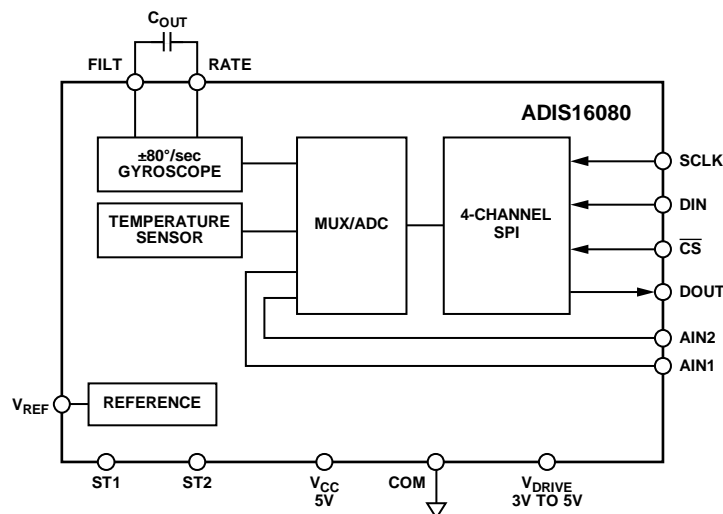 C_OUT
FILT
RATE
ADIS16080
±80°/sec
GYROSCOPE
TEMPERATURE
SENSOR
MUX/ADC
4-CHANNEL
SPI
SCLK
DIN
C̅S̅
DOUT
AIN2
AIN1
V_REF
REFERENCE
ST1
ST2
V_CC
5V
COM
V_DRIVE
3V TO 5V